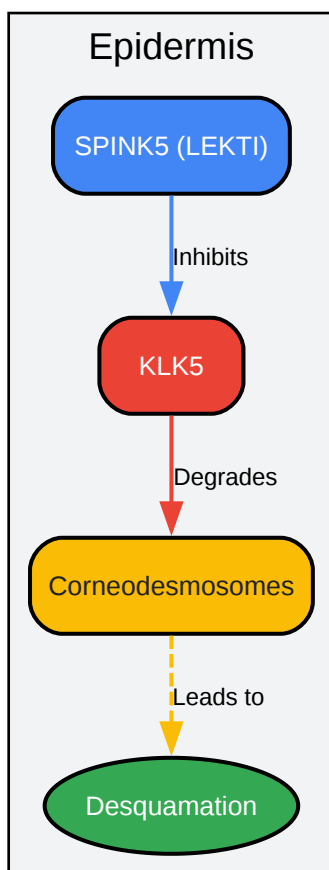 Epidermis
SPINK5 (LEKTI)
Inhibits
KLK5
Degrades
Corneodesmosomes
Leads to
Desquamation